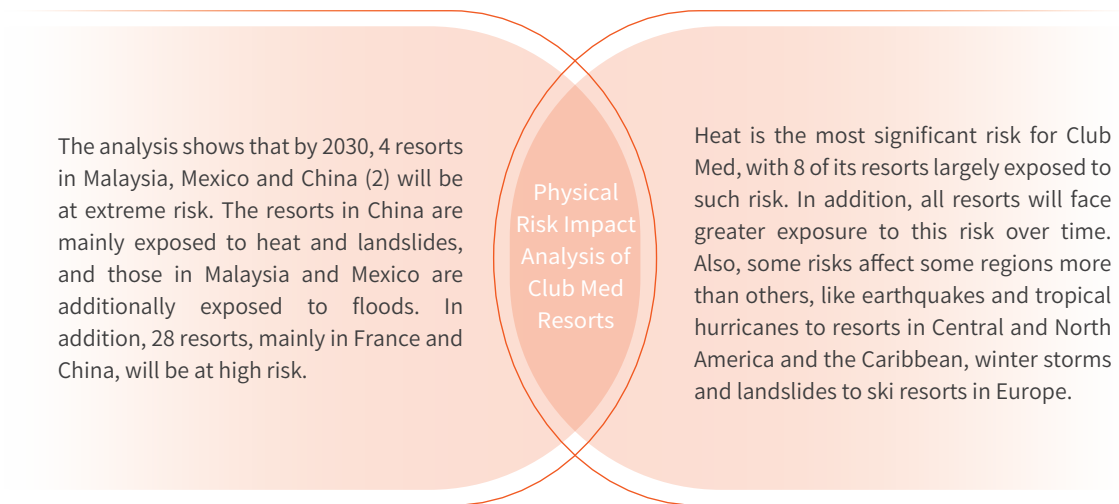 The analysis shows that by 2030, 4 resorts
in Malaysia, Mexico and China (2) will be
at extreme risk. The resorts in China are
mainly exposed to heat and landslides,
and those in Malaysia and Mexico are
additionally exposed to floods. In
addition, 28 resorts, mainly in France and
China, will be at high risk.
Physical
Risk Impact
Analysis of
Club Med
Resorts
Heat is the most significant risk for Club
Med, with 8 of its resorts largely exposed to
such risk. In addition, all resorts will face
greater exposure to this risk over time.
Also, some risks affect some regions more
than others, like earthquakes and tropical
hurricanes to resorts in Central and North
America and the Caribbean, winter storms
and landslides to ski resorts in Europe.